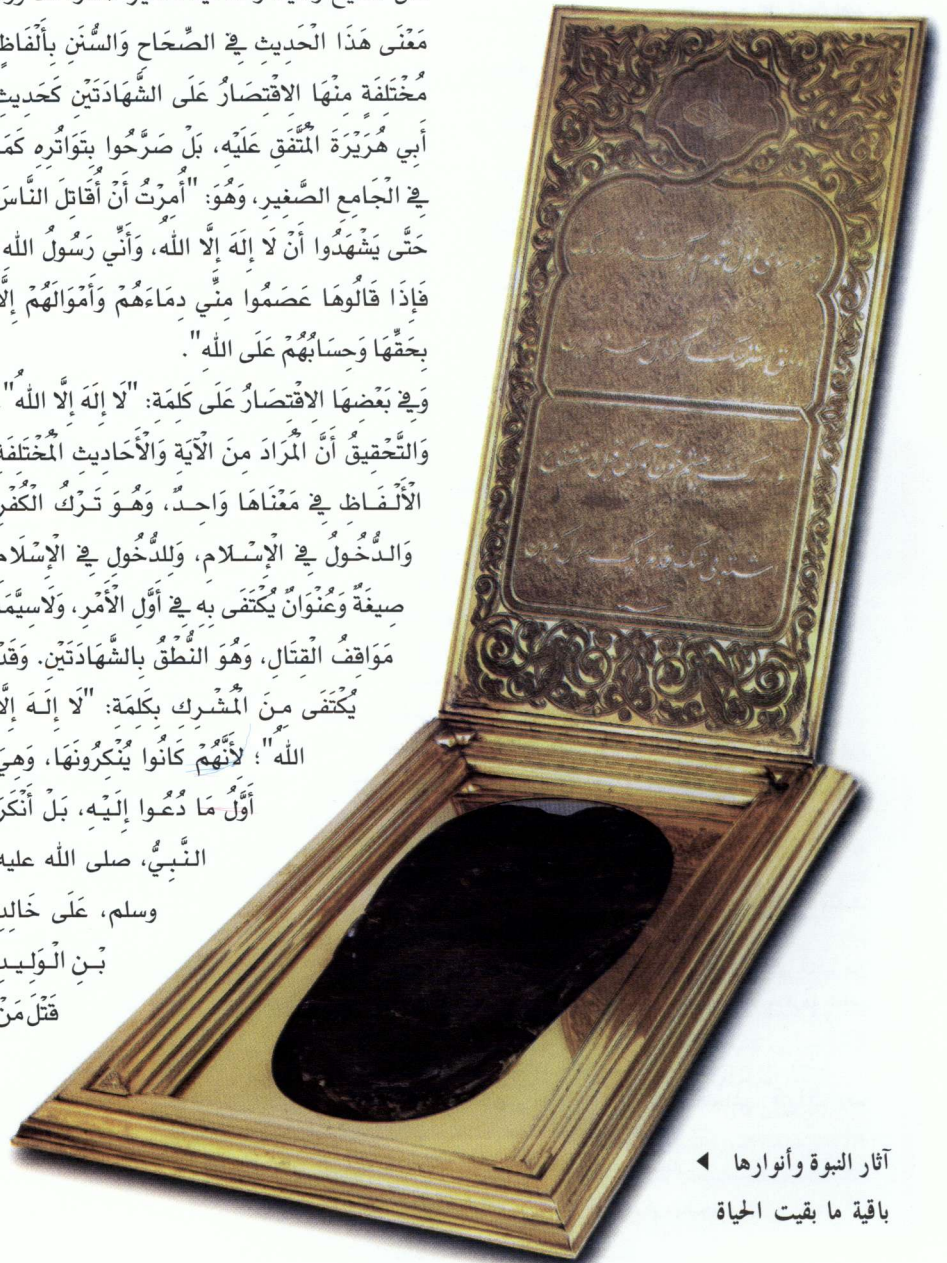 مَعْنَى هَذَا الْحَدِيثِ فِي الصِّحَاحِ وَالسُّنَنِ بِأَلْفَاظٍ
مُخْتَلِفَةٍ مِنْهَا الِاقْتِصَارُ عَلَى الشَّهَادَتَيْنِ كَحَدِيثِ
أَبِي هُرَيْرَةَ الْمُتَّفَقِ عَلَيْهِ، بَلْ صَرَّحُوا بِتَوَاتُرِهِ كَمَا
فِي الْجَامِعِ الصَّغِيرِ، وَهُوَ: "أُمِرْتُ أَنْ أُقَاتِلَ النَّاسَ
حَتَّى يَشْهَدُوا أَنْ لَا إِلَهَ إِلَّا اللهُ، وَأَنِّي رَسُولُ اللهِ
فَإِذَا قَالُوهَا عَصَمُوا مِنِّي دِمَاءَهُمْ وَأَمْوَالَهُمْ إِلَّا
بِحَقِّهَا وَحِسَابُهُمْ عَلَى اللهِ".
وَفِي بَعْضِهَا الِاقْتِصَارُ عَلَى كَلِمَةِ: "لَا إِلَهَ إِلَّا اللهُ"
وَالتَّحْقِيقُ أَنَّ الْمُرَادَ مِنَ الْآيَةِ وَالْأَحَادِيثِ الْمُخْتَلِفَةِ
الْأَلْفَاظِ فِي مَعْنَاهَا وَاحِدٌ، وَهُوَ تَرْكُ الْكُفْرِ
وَالدُّخُولُ فِي الْإِسْلَامِ، وَلِلدُّخُولِ فِي الْإِسْلَامِ
صِيغَةٌ وَعُنْوَانٌ يُكْتَفَى بِهِ فِي أَوَّلِ الْأَمْرِ، وَلَاسِيَّمَا
مَوَاقِفُ الْقِتَالِ، وَهُوَ النُّطْقُ بِالشَّهَادَتَيْنِ. وَقَدْ
يُكْتَفَى مِنَ الْمُشْرِكِ بِكَلِمَةِ: "لَا إِلَهَ إِلَّا
اللهُ"؛ لِأَنَّهُمْ كَانُوا يُنْكِرُونَهَا، وَهِيَ
أَوَّلُ مَا دُعُوا إِلَيْهِ، بَلْ أَنْكَرَ
النَّبِيُّ، صلى الله عليه
وسلم، عَلَى خَالِدِ
بْنِ الْوَلِيدِ
قَتْلَ مَنْ
آثار النبوة وأنوارها
باقية ما بقيت الحياة